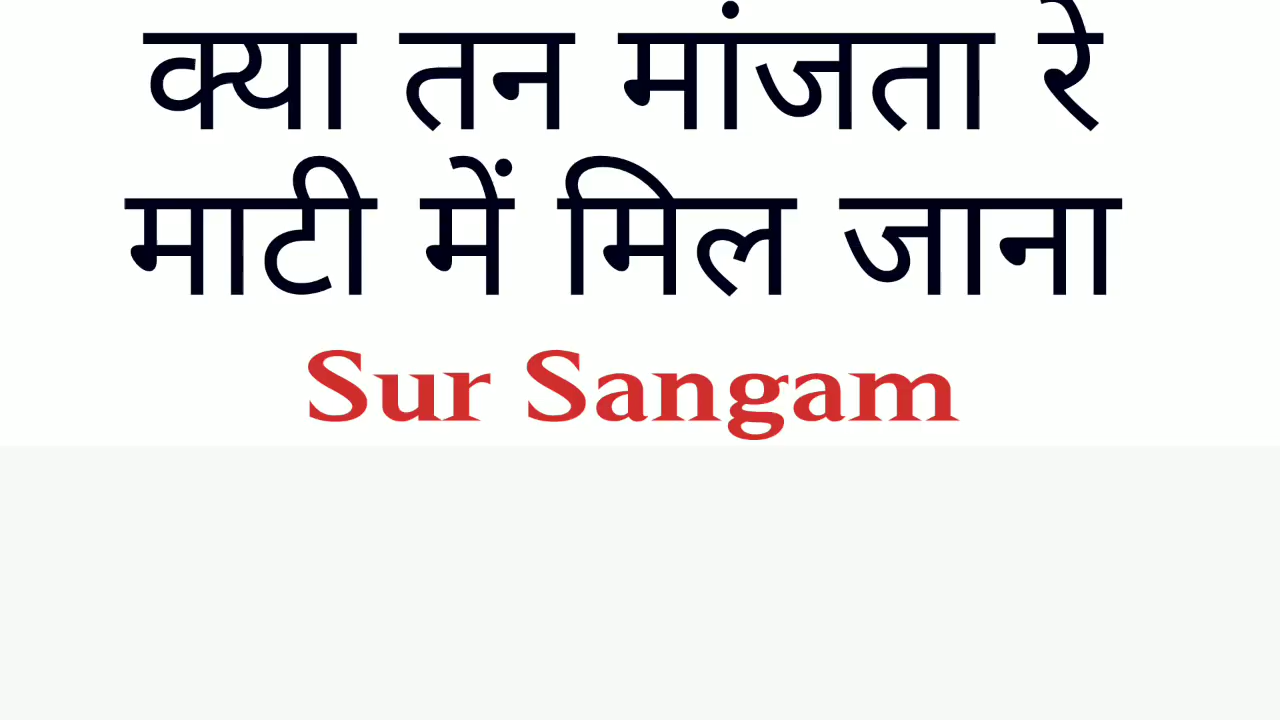 क्या तन मांजता रे
माटी में मिल जाना
Sur Sangam